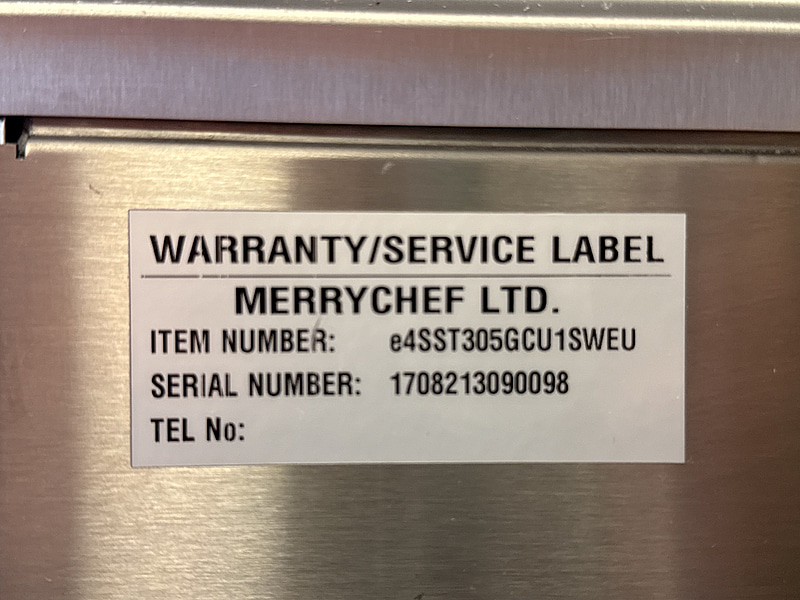 WARRANTY/SERVICE LABEL
MERRYCHEF LTD.
ITEM NUMBER: e4SST305GCU1SWEU
SERIAL NUMBER: 1708213090098
TEL No: